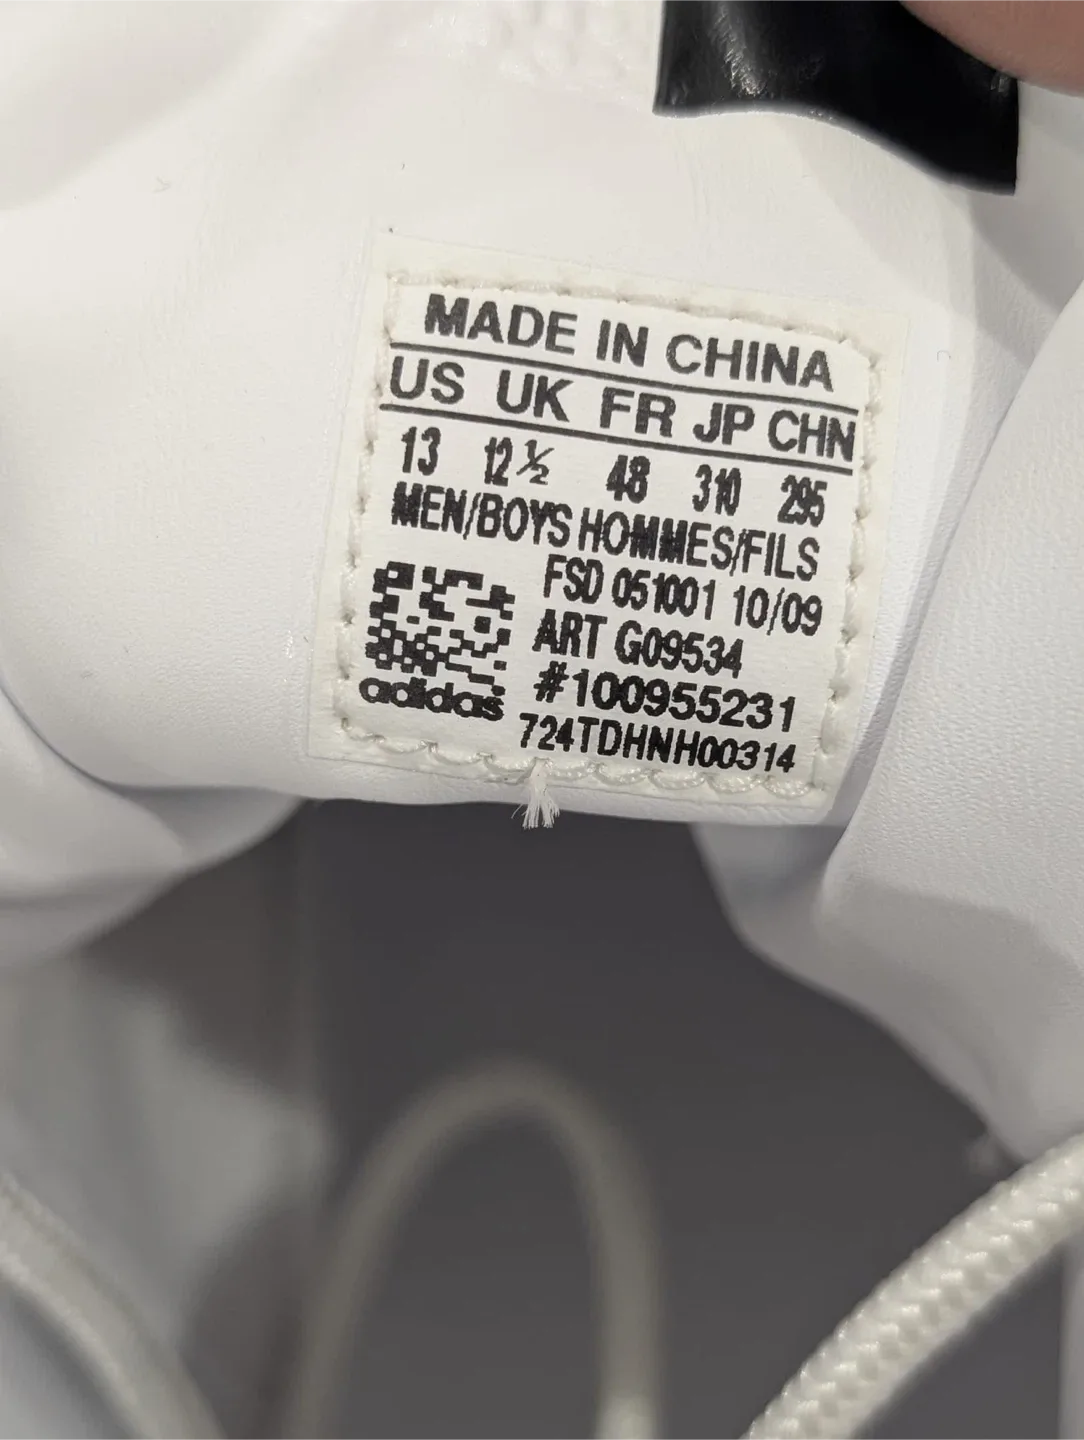 MADE IN CHINA
US UK FR JP CHN
13 12½ 48 310 295
MEN/BOYS HOMMES/FILS
FSD 051001 10/09
ART G09534
#100955231
adidas
724TDHNH00314